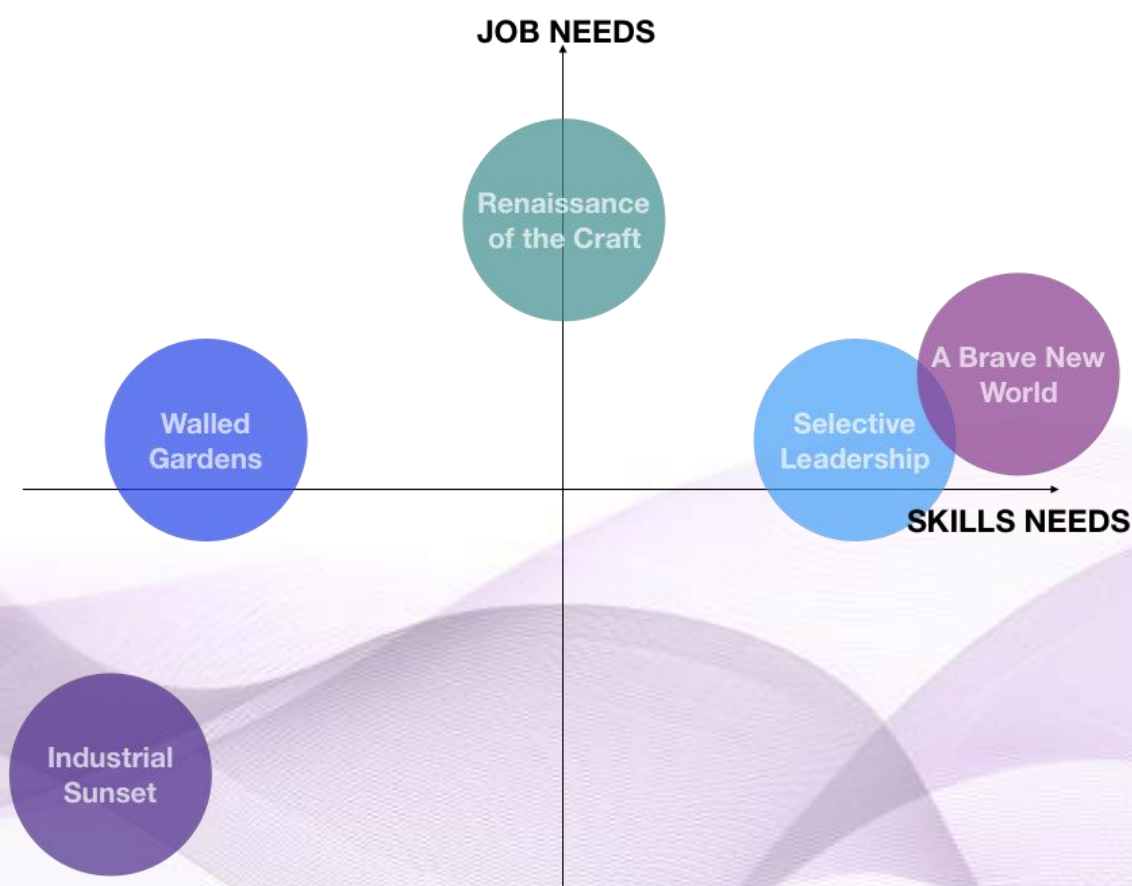 JOB NEEDS
Renaissance
of the Craft
A Brave New
World
Walled
Gardens
Selective
Leadership
SKILLS NEEDS
Industrial
Sunset